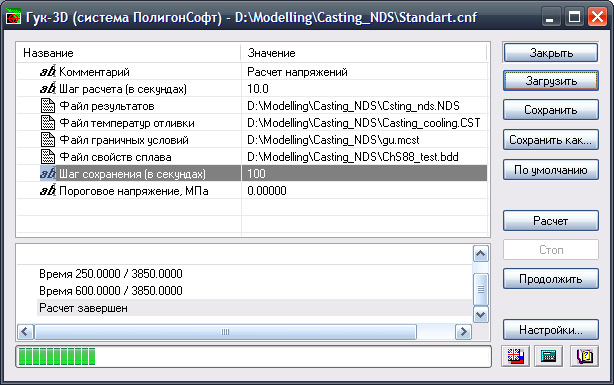 Гук-3D (система ПолигонСофт) - D:\Modelling\Casting_NDS\Standart.cnf
Название Значение
Комментарий Расчет напряжений
Шаг расчета (в секундах) 10.0
Файл результатов D:\Modelling\Casting_NDS\Csting_nds.NDS
Файл температур отливки D:\Modelling\Casting_NDS\Casting_cooling.CST
Файл граничных условий D:\Modelling\Casting_NDS\gu.mcst
Файл свойств сплава D:\Modelling\Casting_NDS\ChS88_test.bdd
Шаг сохранения (в секундах) 100
Пороговое напряжение, МПа 0.00000
Закрыть
Загрузить
Сохранить
Сохранить как...
По умолчанию
Расчет
Стоп
Продолжить
Настройки...
Время 250.0000 / 3850.0000
Время 600.0000 / 3850.0000
Расчет завершен